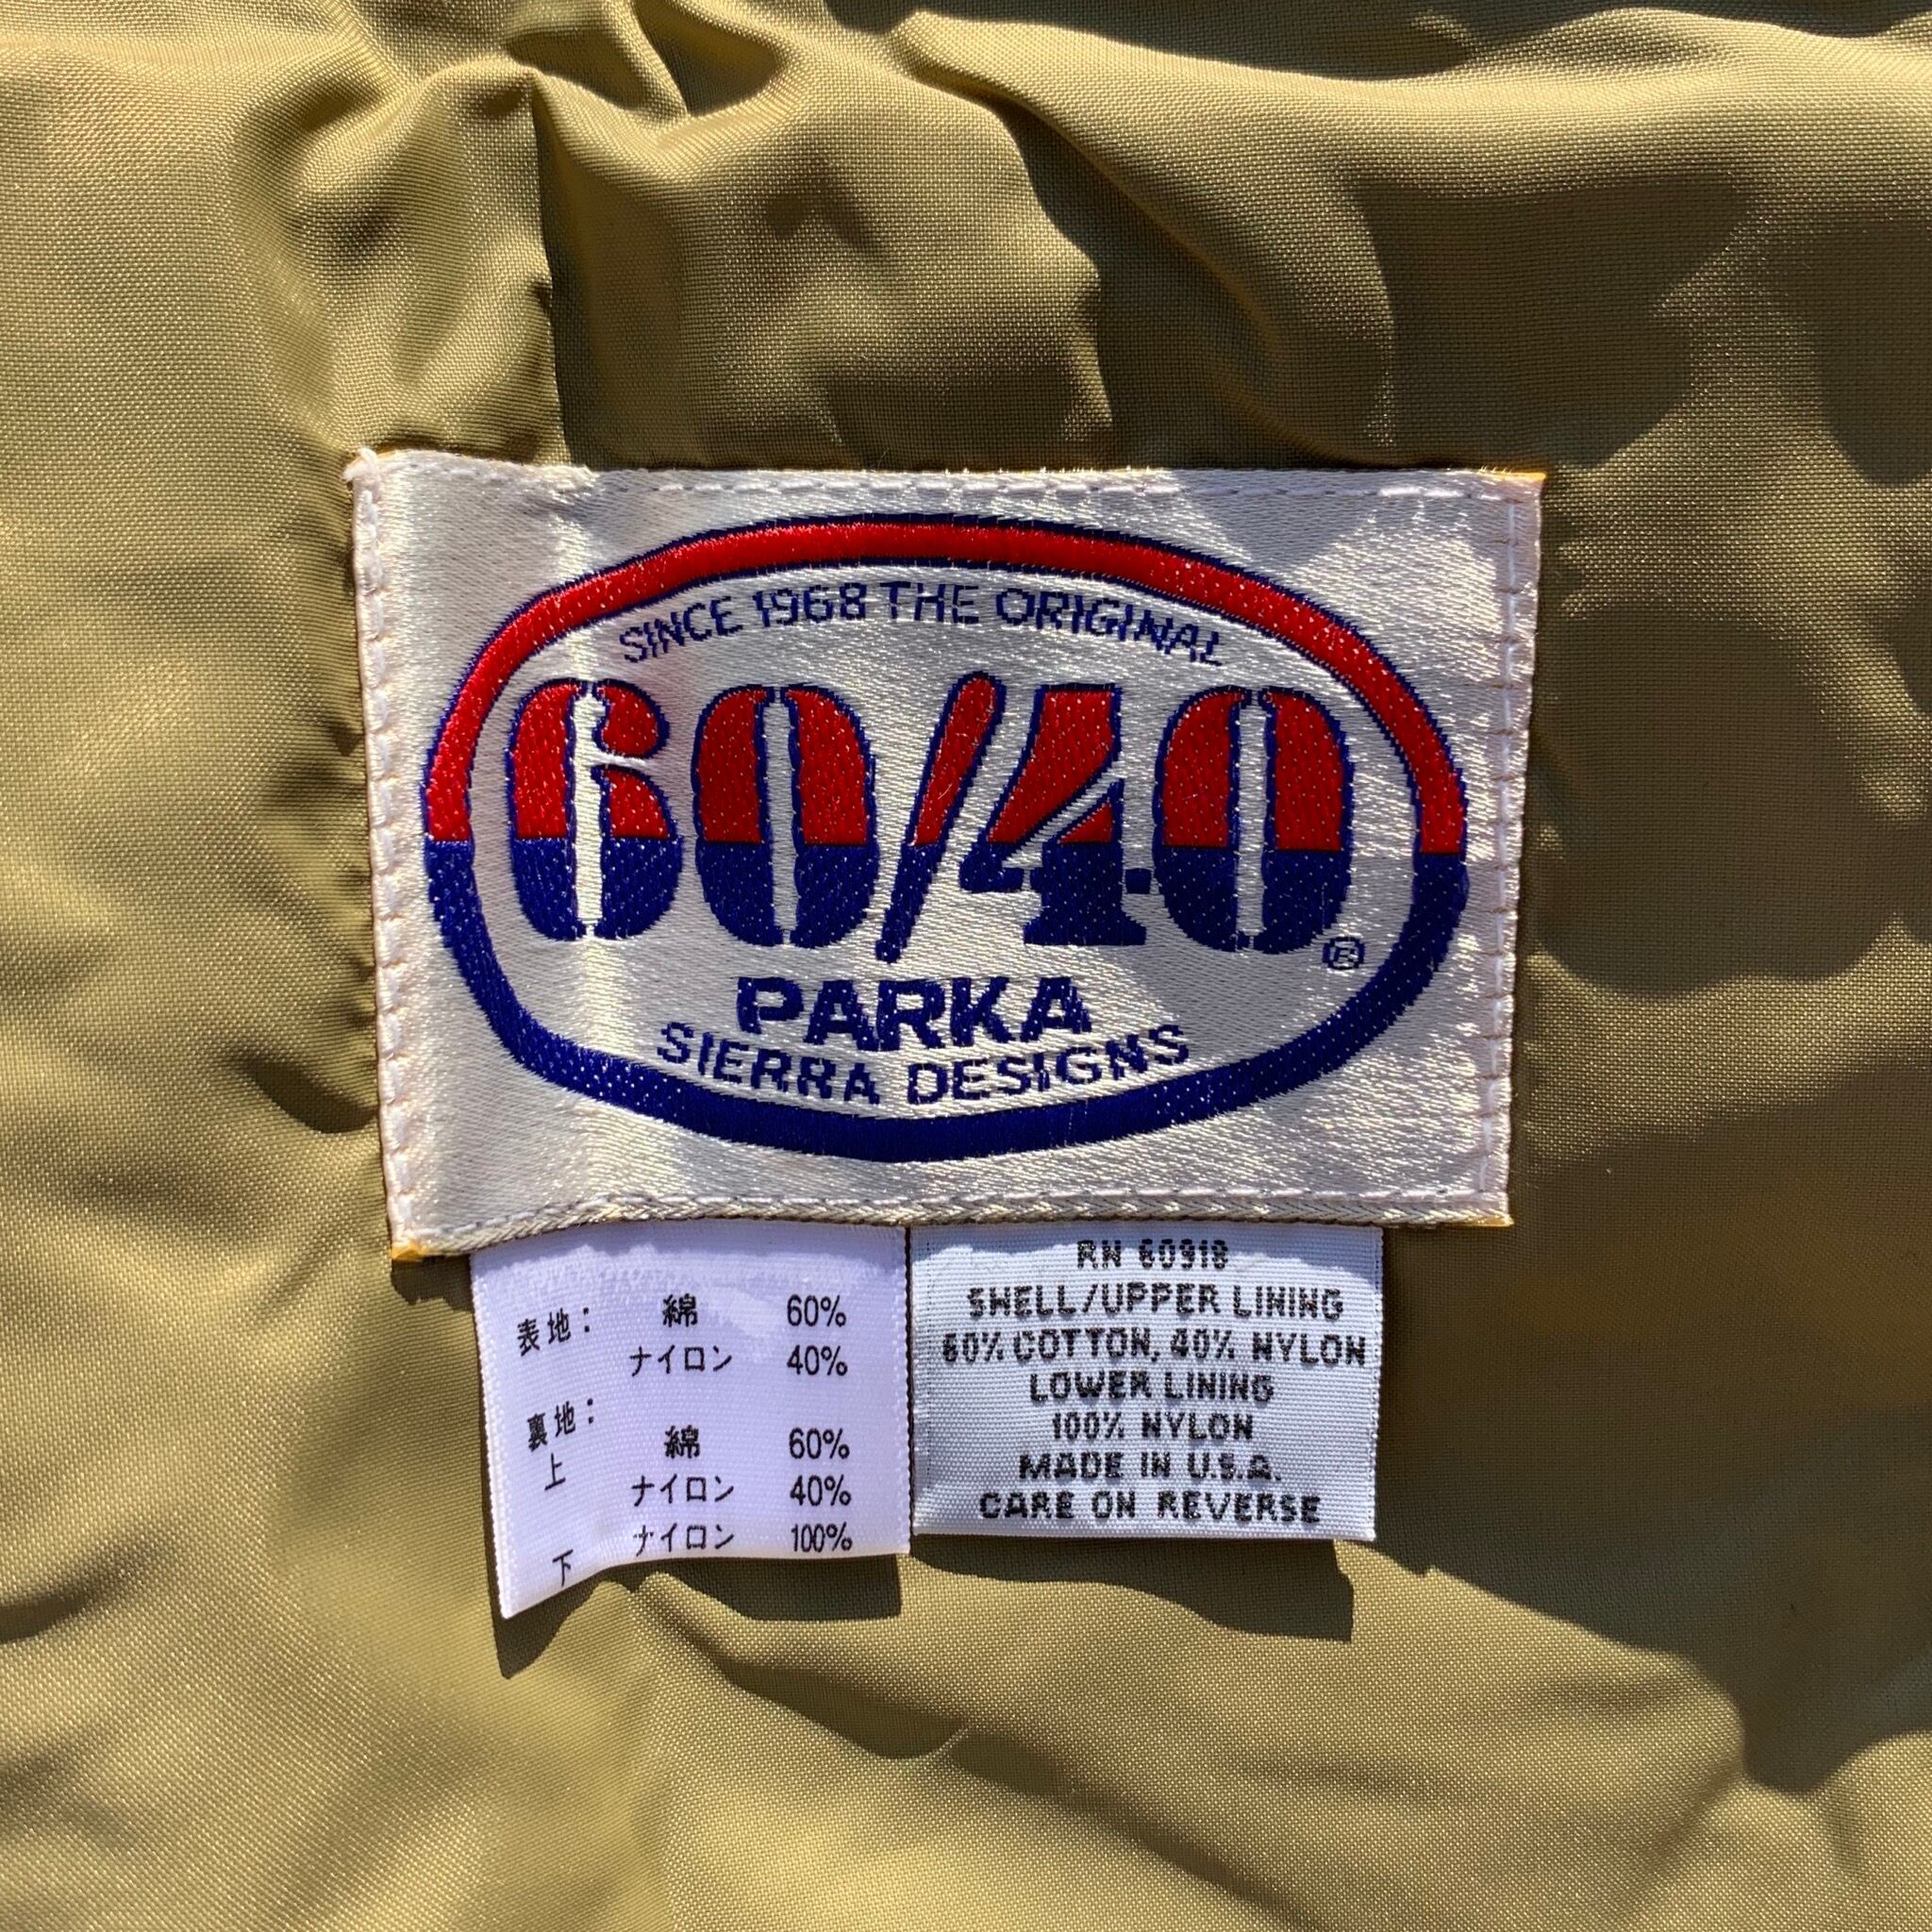 SINCE 1968 THE ORIGINAL
60/40®
PARKA
SIERRA DESIGNS
表地: 綿 60%
ナイロン 40%
裏地:
上 綿 60%
ナイロン 40%
下 ナイロン 100%
RN 60918
SHELL/UPPER LINING
60% COTTON, 40% NYLON
LOWER LINING
100% NYLON
MADE IN U.S.A.
CARE ON REVERSE